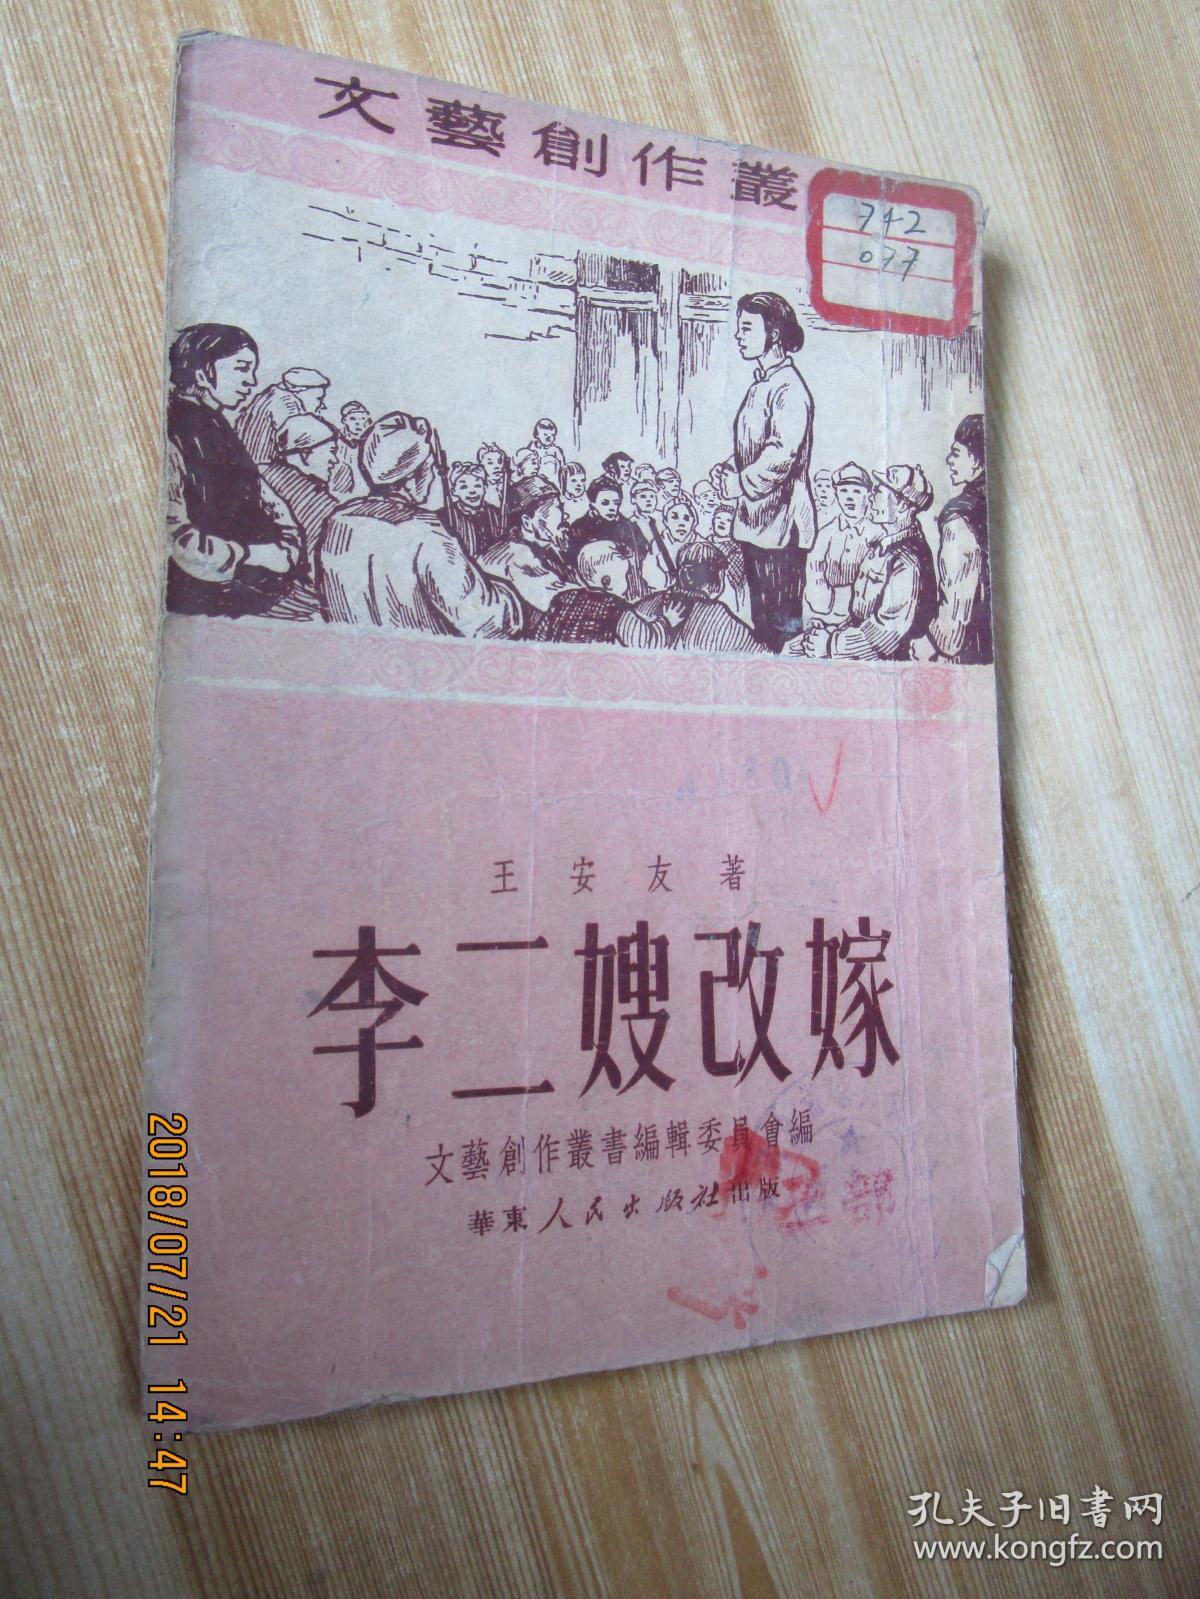 文藝創作叢
742
077
王安友著
李二嫂改嫁
文藝創作叢書編輯委員會編
華東人民出版社出版
部
2018/07/21 14:47
孔夫子旧书网
www.kongfz.com